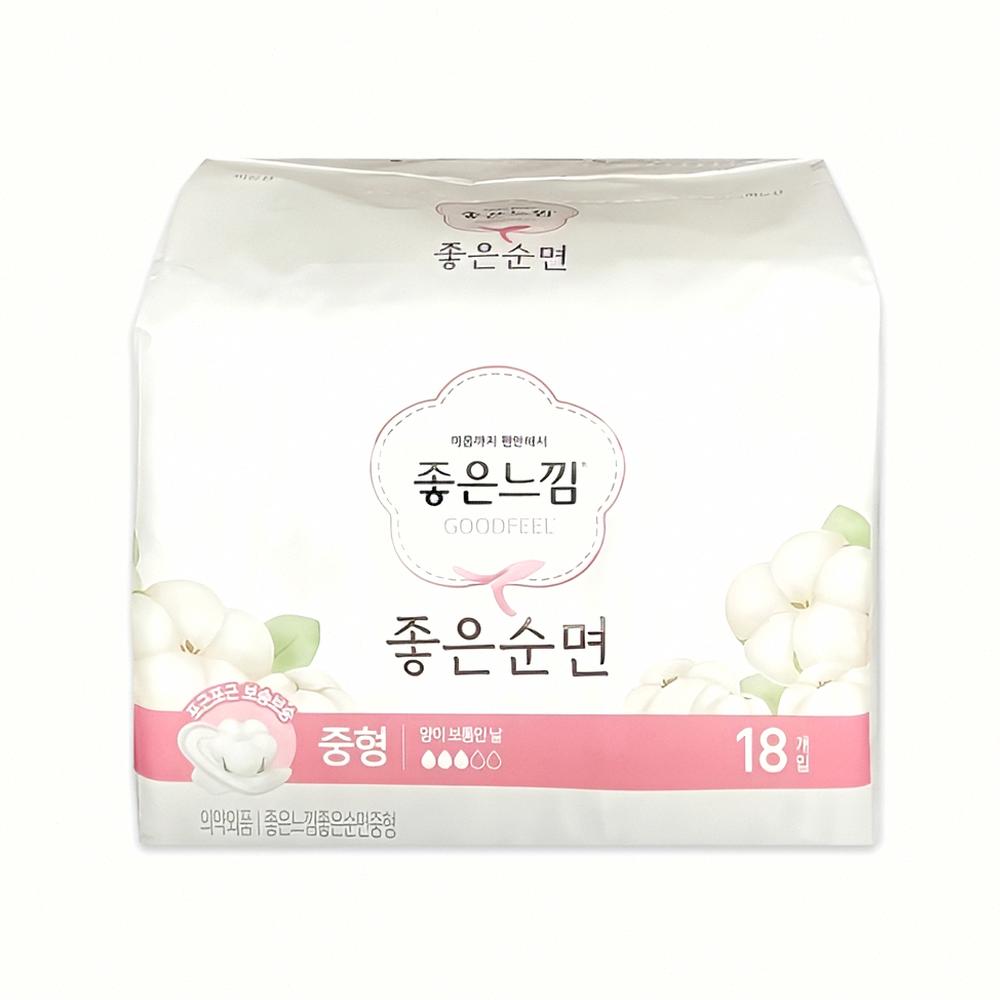 좋은느낌
좋은순면
마음까지 편안해서
좋은느낌
GOODFEEL
좋은순면
포근포근 보송보송
중형
양이 보통인 날
18개입
의약외품 | 좋은느낌좋은순면중형